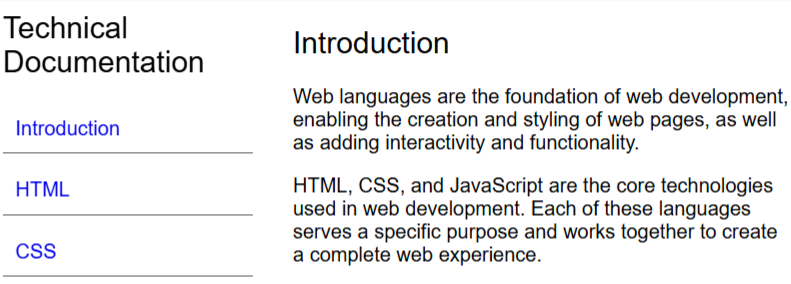 Technical
Documentation
Introduction
HTML
CSS
Introduction
Web languages are the foundation of web development,
enabling the creation and styling of web pages, as well
as adding interactivity and functionality.
HTML, CSS, and JavaScript are the core technologies
used in web development. Each of these languages
serves a specific purpose and works together to create
a complete web experience.